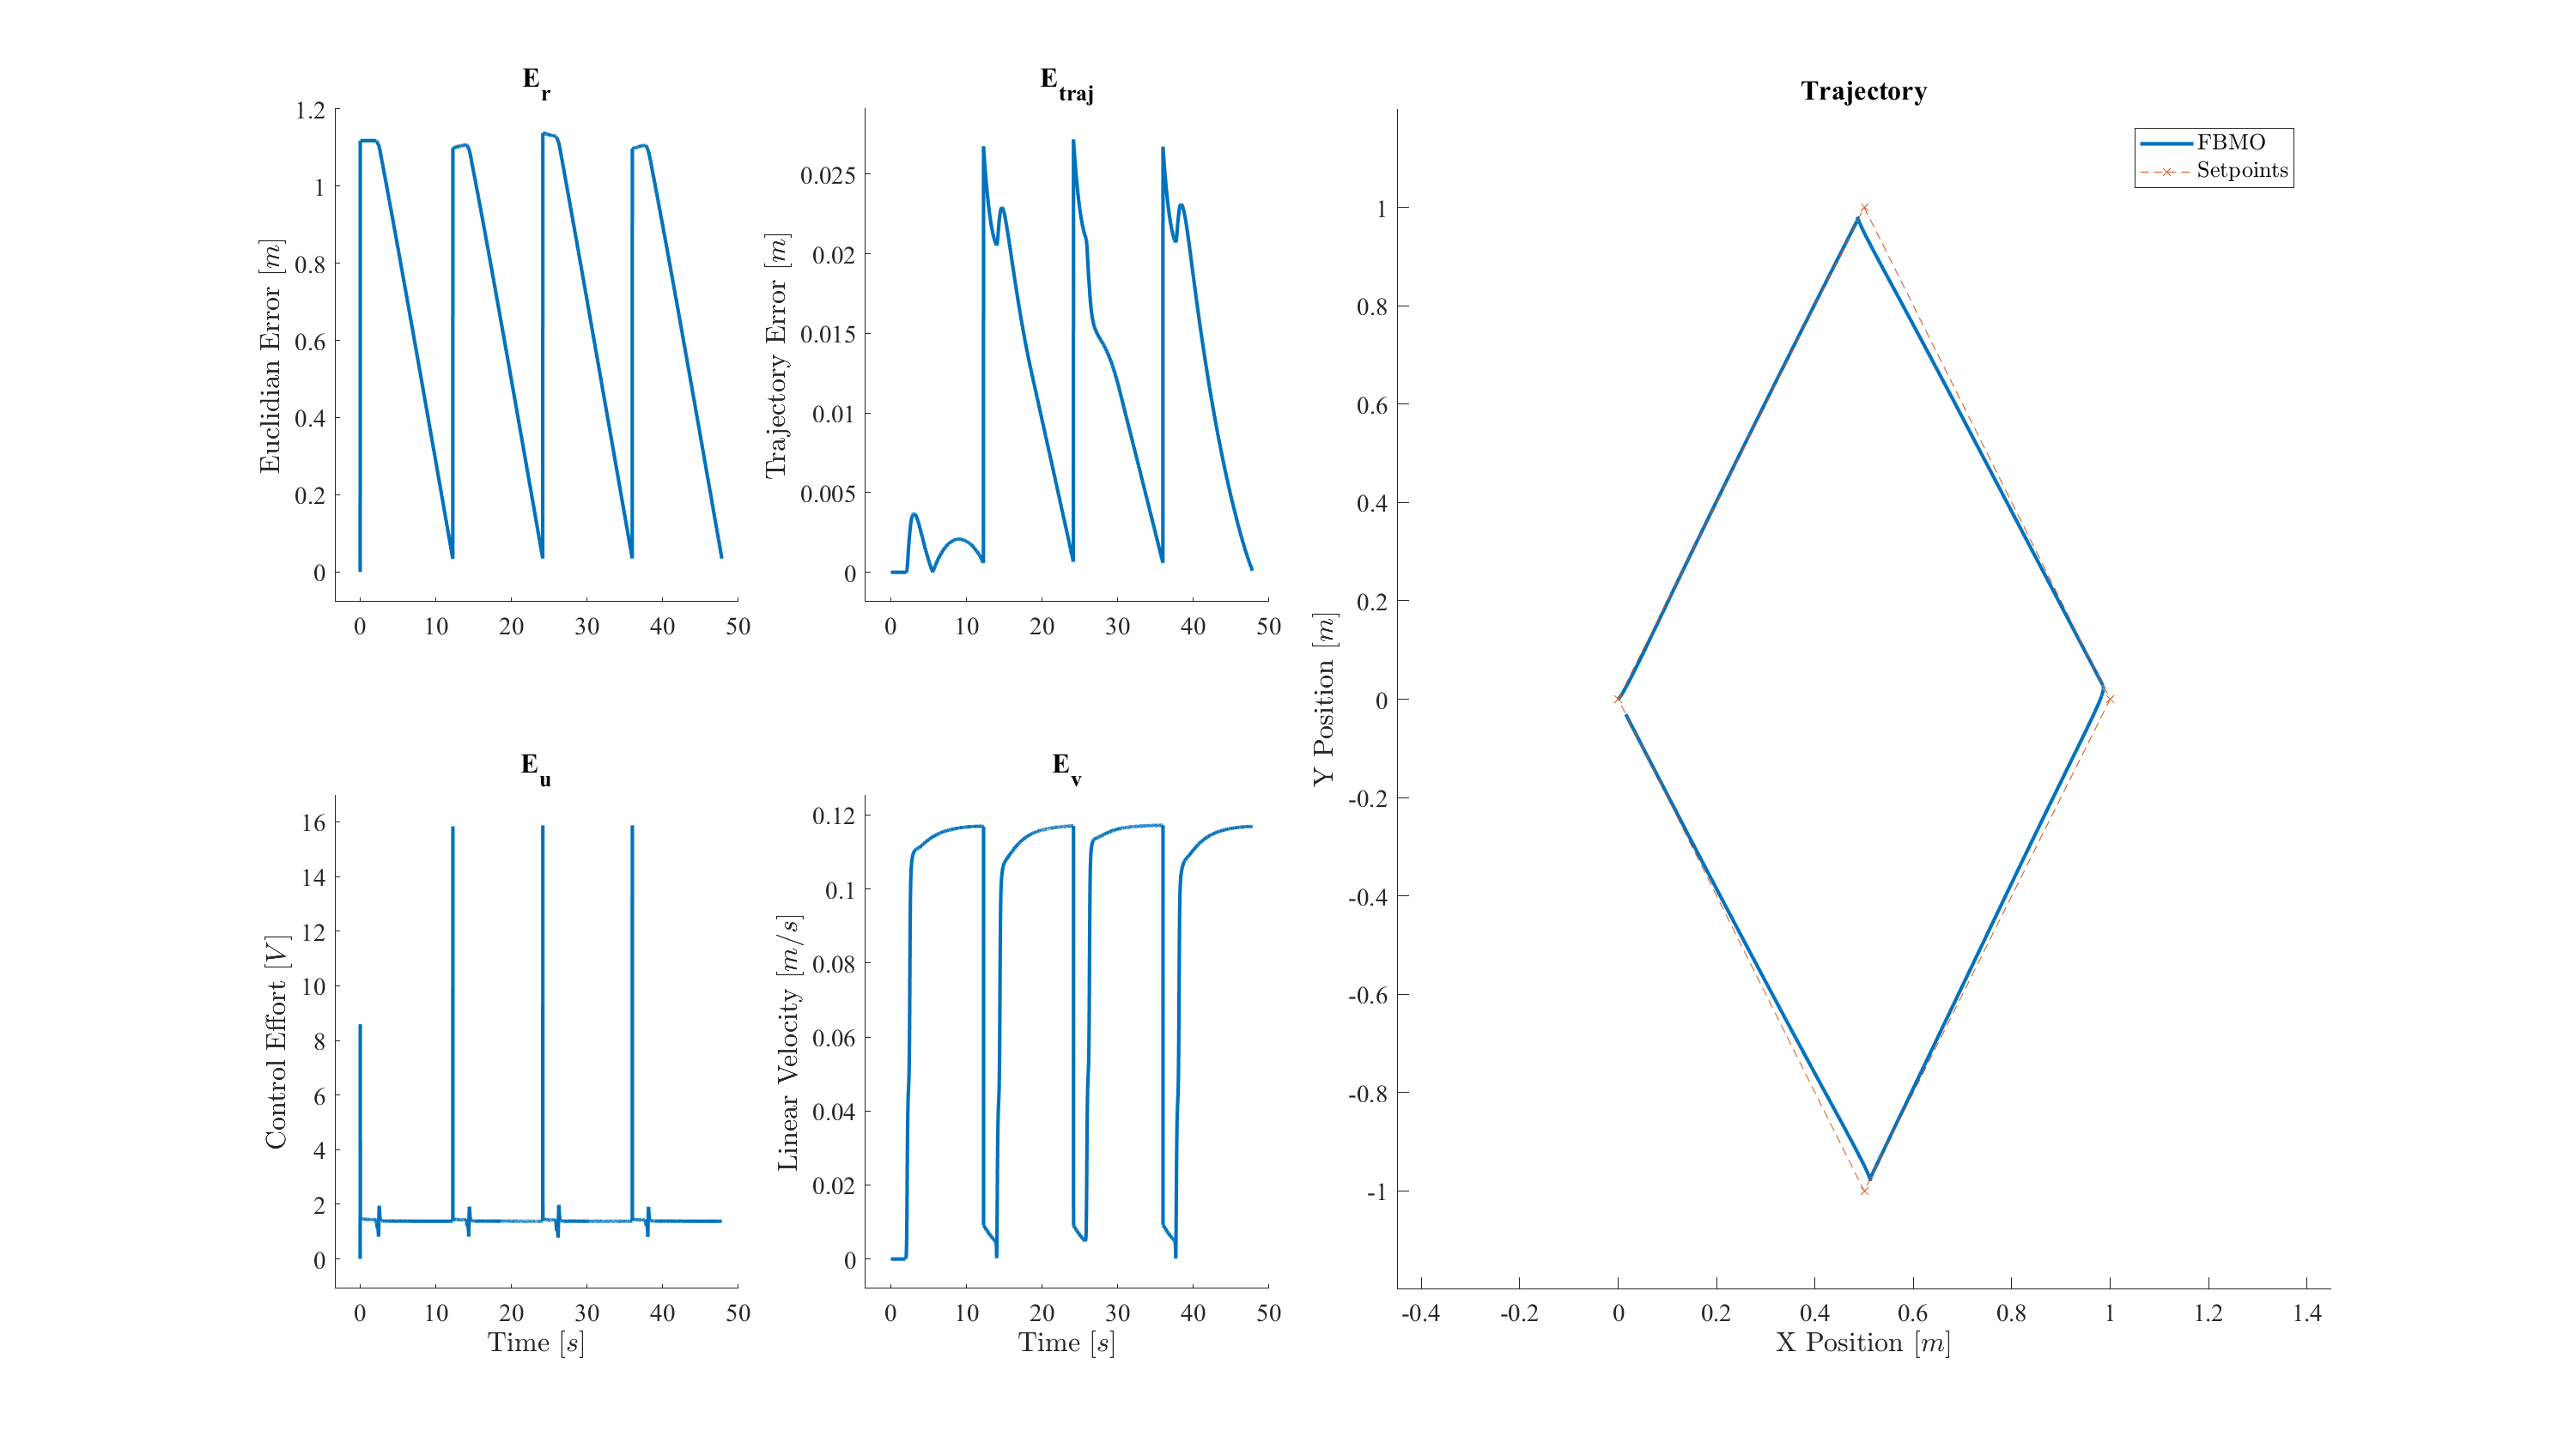 E_r
Euclidian Error [m]
1.2
1
0.8
0.6
0.4
0.2
0
0 10 20 30 40 50
E_traj
Trajectory Error [m]
0.025
0.02
0.015
0.01
0.005
0
0 10 20 30 40 50
E_u
Control Effort [V]
16
14
12
10
8
6
4
2
0
0 10 20 30 40 50
Time [s]
E_v
Linear Velocity [m/s]
0.12
0.1
0.08
0.06
0.04
0.02
0
0 10 20 30 40 50
Time [s]
Trajectory
FBMO
Setpoints
Y Position [m]
1
0.8
0.6
0.4
0.2
0
-0.2
-0.4
-0.6
-0.8
-1
-0.4 -0.2 0 0.2 0.4 0.6 0.8 1 1.2 1.4
X Position [m]